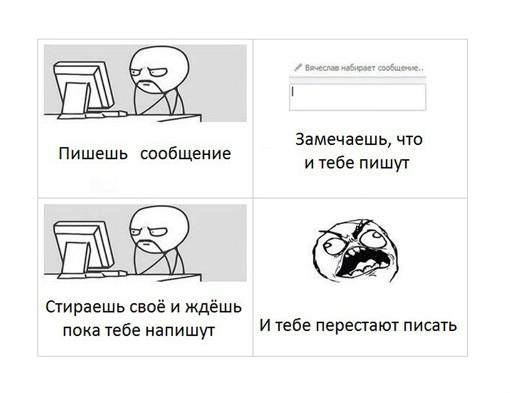 Пишешь сообщение
Вячеслав набирает сообщение..
Замечаешь, что
и тебе пишут
Стираешь своё и ждёшь
пока тебе напишут
И тебе перестают писать